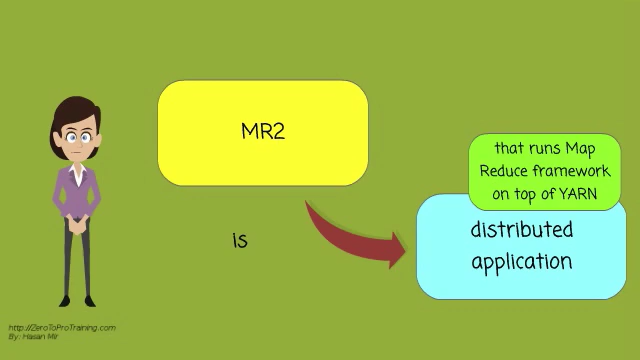 MR2
is
that runs Map
Reduce framework
on top of YARN
distributed
application
http://ZeroToProTraining.com
By: Hasan Mir